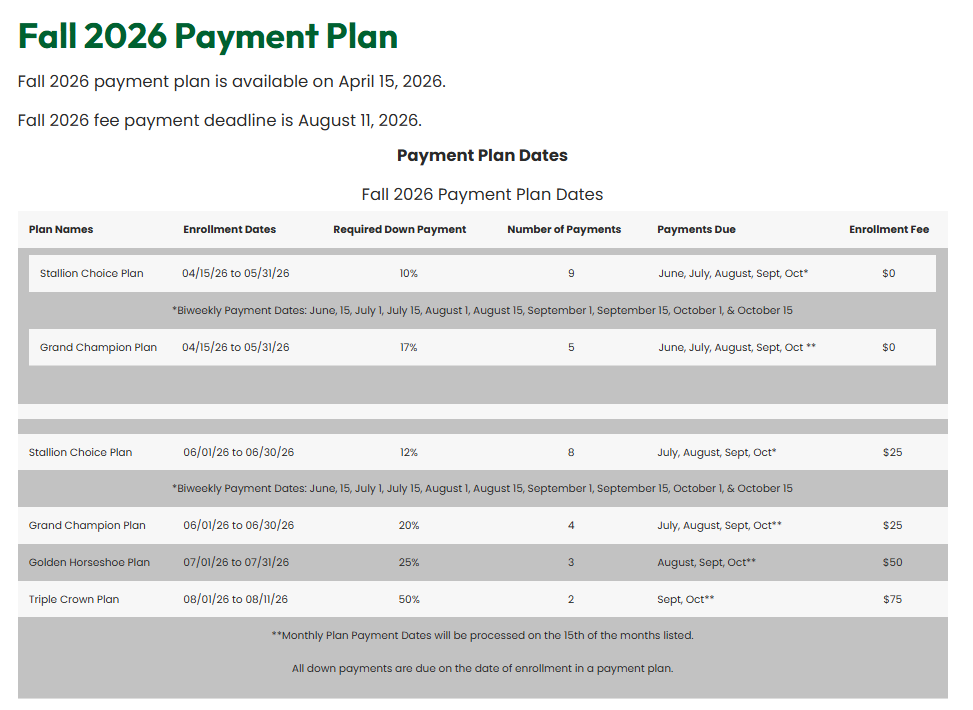 Fall 2026 Payment Plan
Fall 2026 payment plan is available on April 15, 2026.
Fall 2026 fee payment deadline is August 11, 2026.
Payment Plan Dates
Fall 2026 Payment Plan Dates
Plan Names Enrollment Dates Required Down Payment Number of Payments Payments Due Enrollment Fee
Stallion Choice Plan 04/15/26 to 05/31/26 10% 9 June, July, August, Sept, Oct* $0
*Biweekly Payment Dates: June, 15, July 1, July 15, August 1, August 15, September 1, September 15, October 1, & October 15
Grand Champion Plan 04/15/26 to 05/31/26 17% 5 June, July, August, Sept, Oct ** $0
Stallion Choice Plan 06/01/26 to 06/30/26 12% 8 July, August, Sept, Oct* $25
*Biweekly Payment Dates: June, 15, July 1, July 15, August 1, August 15, September 1, September 15, October 1, & October 15
Grand Champion Plan 06/01/26 to 06/30/26 20% 4 July, August, Sept, Oct** $25
Golden Horseshoe Plan 07/01/26 to 07/31/26 25% 3 August, Sept, Oct** $50
Triple Crown Plan 08/01/26 to 08/11/26 50% 2 Sept, Oct** $75
**Monthly Plan Payment Dates will be processed on the 15th of the months listed.
All down payments are due on the date of enrollment in a payment plan.